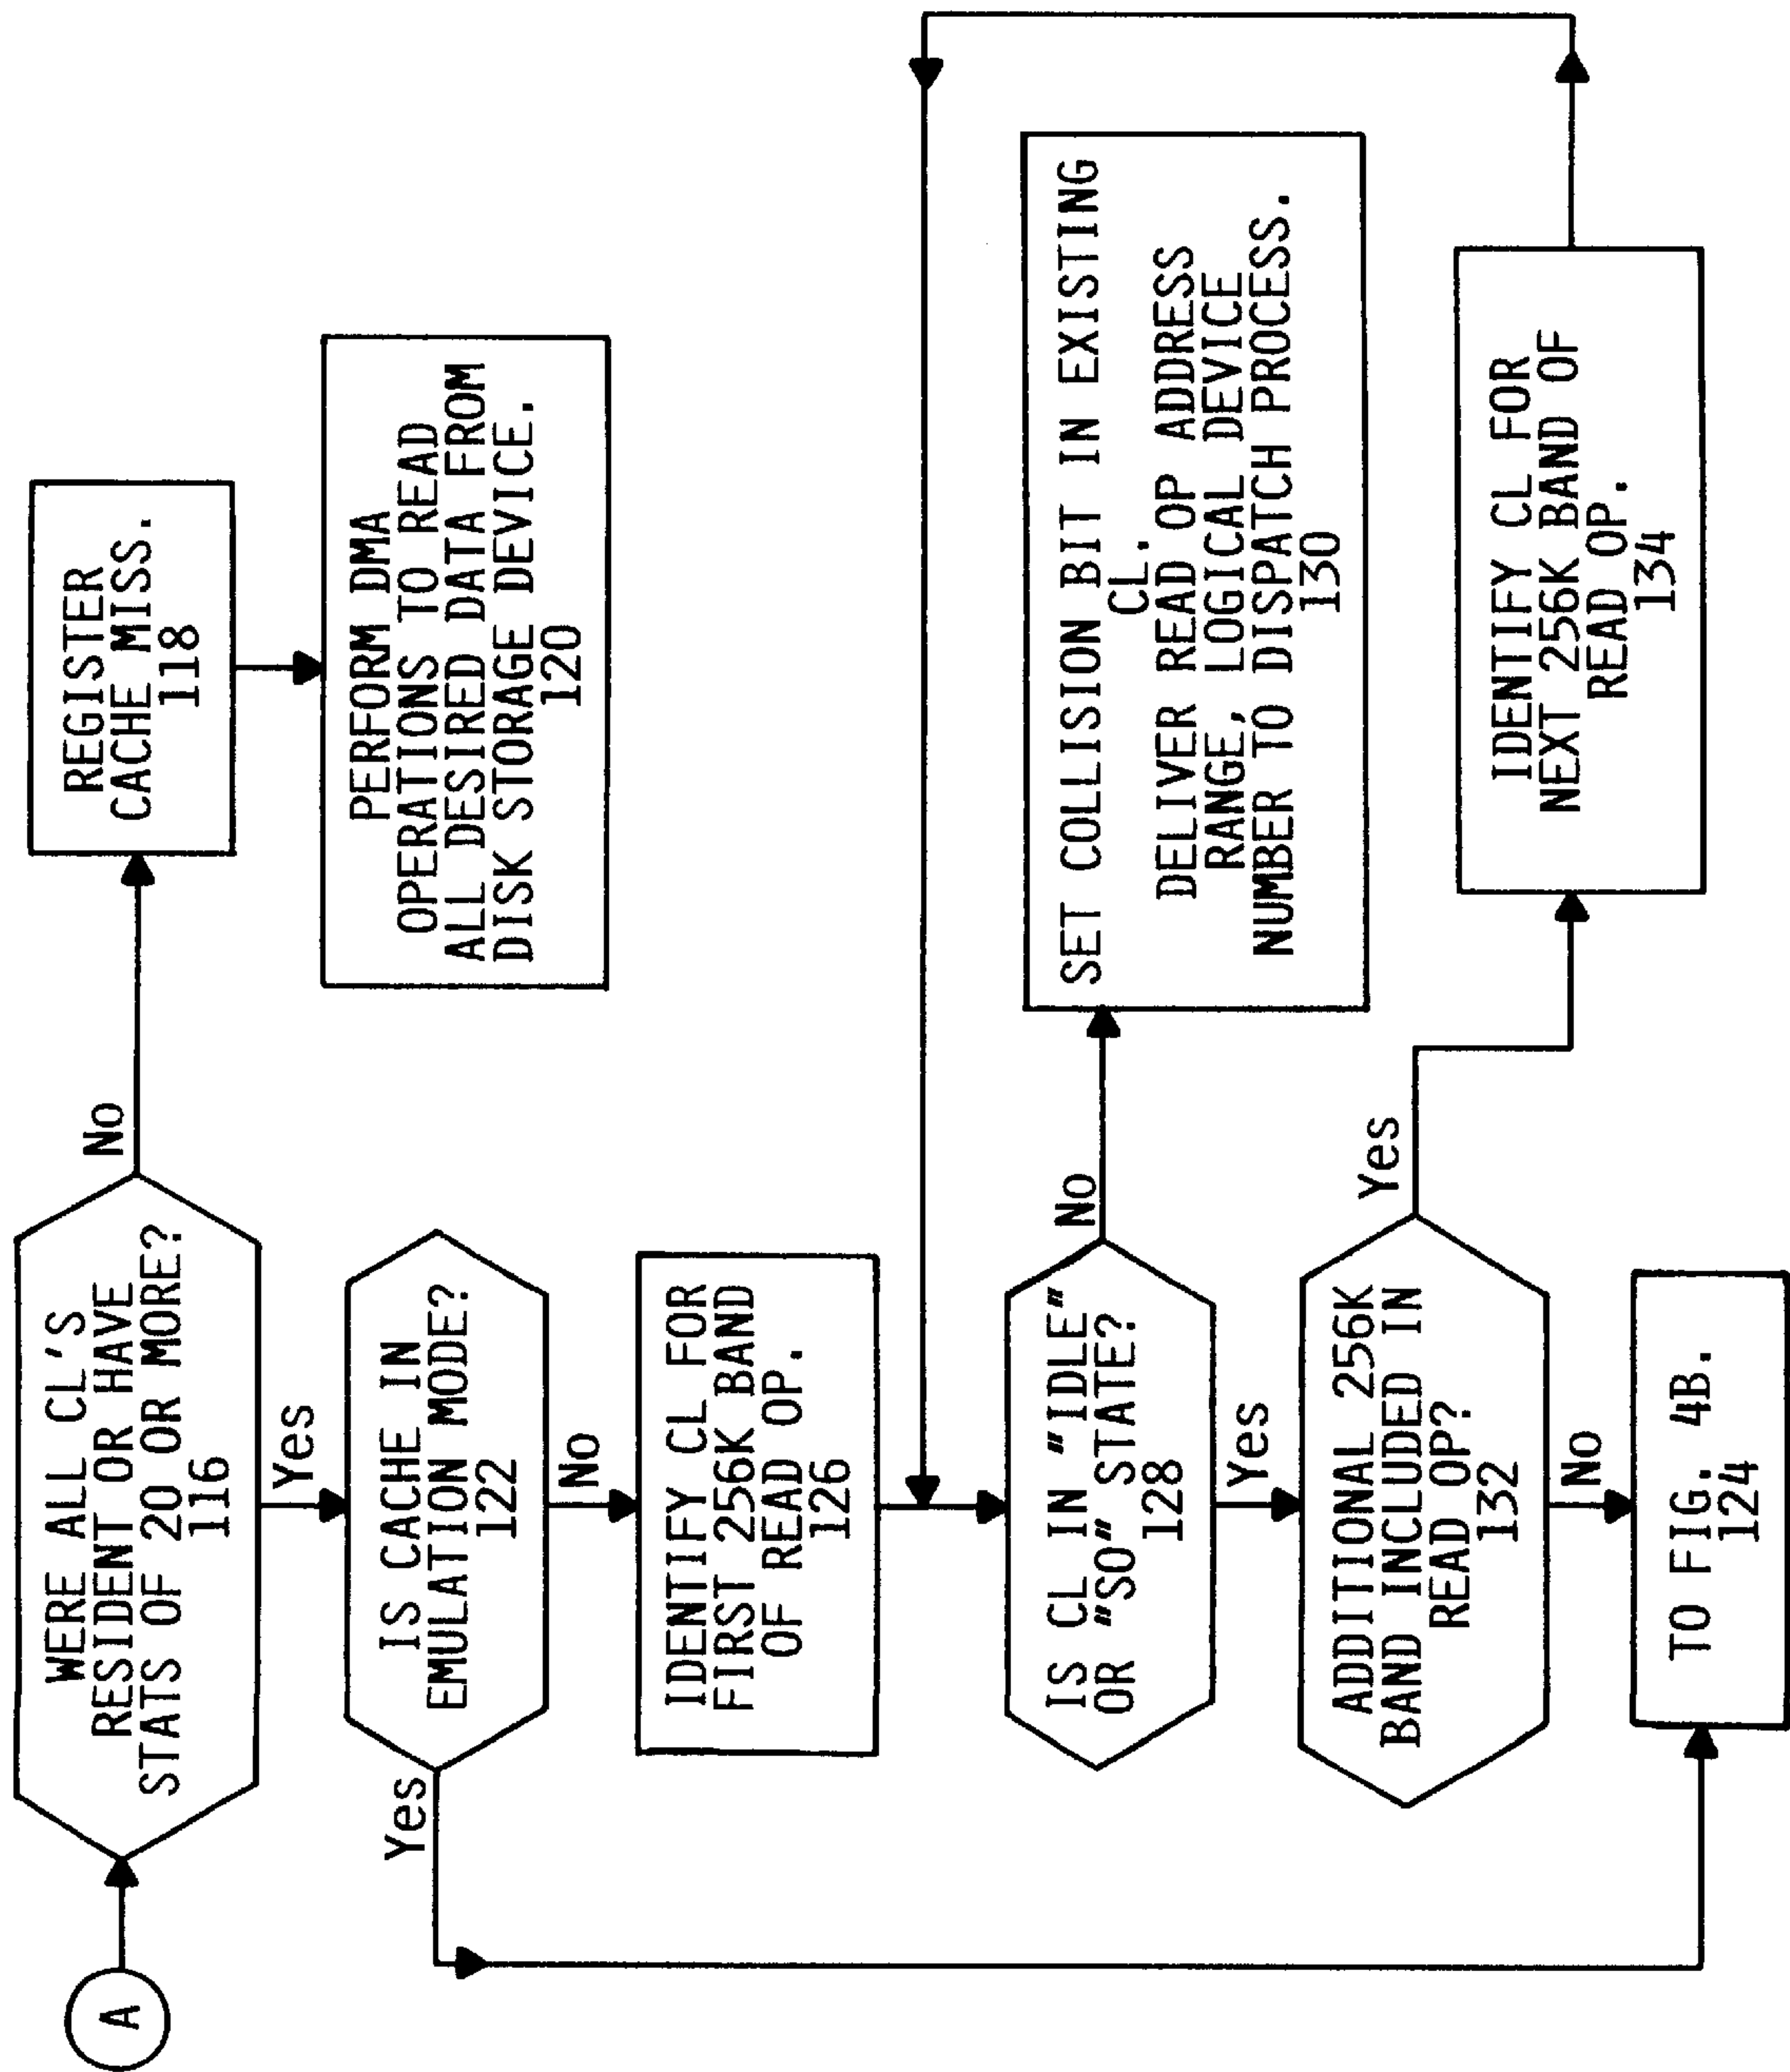 A
WERE ALL CL'S
RESIDENT OR HAVE
STATS OF 20 OR MORE?
116
No
REGISTER
CACHE MISS.
118
Yes
PERFORM DMA
OPERATIONS TO READ
ALL DESIRED DATA FROM
DISK STORAGE DEVICE.
120
IS CACHE IN
EMULATION MODE?
122
Yes
No
IDENTIFY CL FOR
FIRST 256K BAND
OF READ OP.
126
IS CL IN "IDLE"
OR "SO" STATE?
128
No
SET COLLISION BIT IN EXISTING
CL.
DELIVER READ OP ADDRESS
RANGE, LOGICAL DEVICE
NUMBER TO DISPATCH PROCESS.
130
Yes
ADDITIONAL 256K
BAND INCLUDED IN
READ OP?
132
Yes
IDENTIFY CL FOR
NEXT 256K BAND OF
READ OP.
134
No
TO FIG. 4B.
124